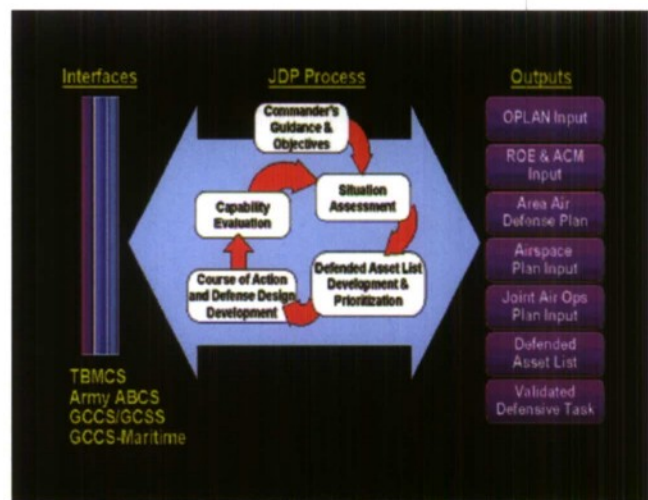 Interfaces
JDP Process
Outputs
Commander's
Guidance &
Objectives
Situation
Assessment
Defended Asset List
Development &
Prioritization
Course of Action
and Defense Design
Development
Capability
Evaluation
TBMCS
Army ABCS
GCCS/GCSS
GCCS-Maritime
OPLAN Input
ROE & ACM
Input
Area Air
Defense Plan
Airspace
Plan Input
Joint Air Ops
Plan Input
Defended
Asset List
Validated
Defensive Task